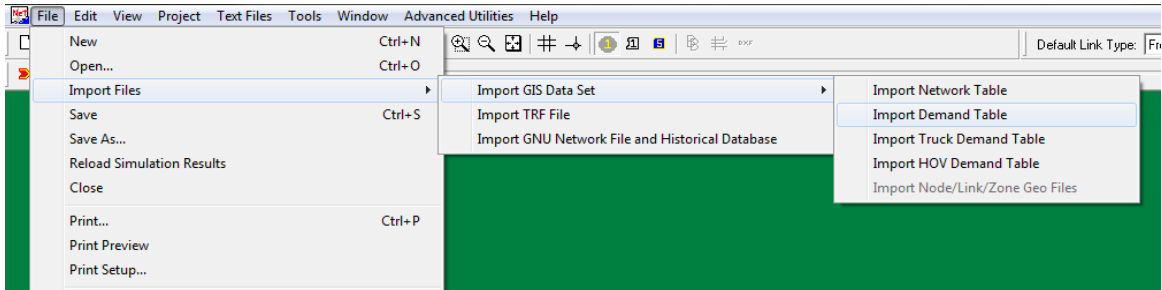 File Edit View Project Text Files Tools Window Advanced Utilities Help
New Ctrl+N
Default Link Type:
Open... Ctrl+O
Import Files
Save Ctrl+S
Save As...
Reload Simulation Results
Close
Print... Ctrl+P
Print Preview
Print Setup...
Import GIS Data Set
Import TRF File
Import GNU Network File and Historical Database
Import Network Table
Import Demand Table
Import Truck Demand Table
Import HOV Demand Table
Import Node/Link/Zone Geo Files